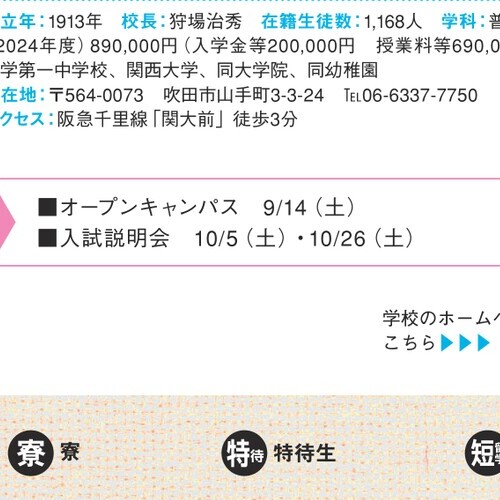 立年：1913年　校長：狩場治秀　在籍生徒数：1,168人　学科：普
2024年度）890,000円（入学金等200,000円　授業料等690,0
学第一中学校、関西大学、同大学院、同幼稚園
在地：〒564-0073　吹田市山手町3-3-24　℡06-6337-7750
クセス：阪急千里線「関大前」徒歩3分
■オープンキャンパス　9/14（土）
■入試説明会　10/5（土）・10/26（土）
学校のホームペ
こちら▶▶▶
寮 寮
特待 特待生
短